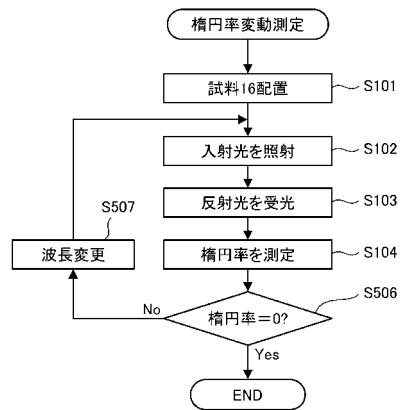 楕円率変動測定
試料16配置
S101
入射光を照射
S102
反射光を受光
S103
S507
波長変更
楕円率を測定
S104
S506
No
楕円率＝0?
Yes
END